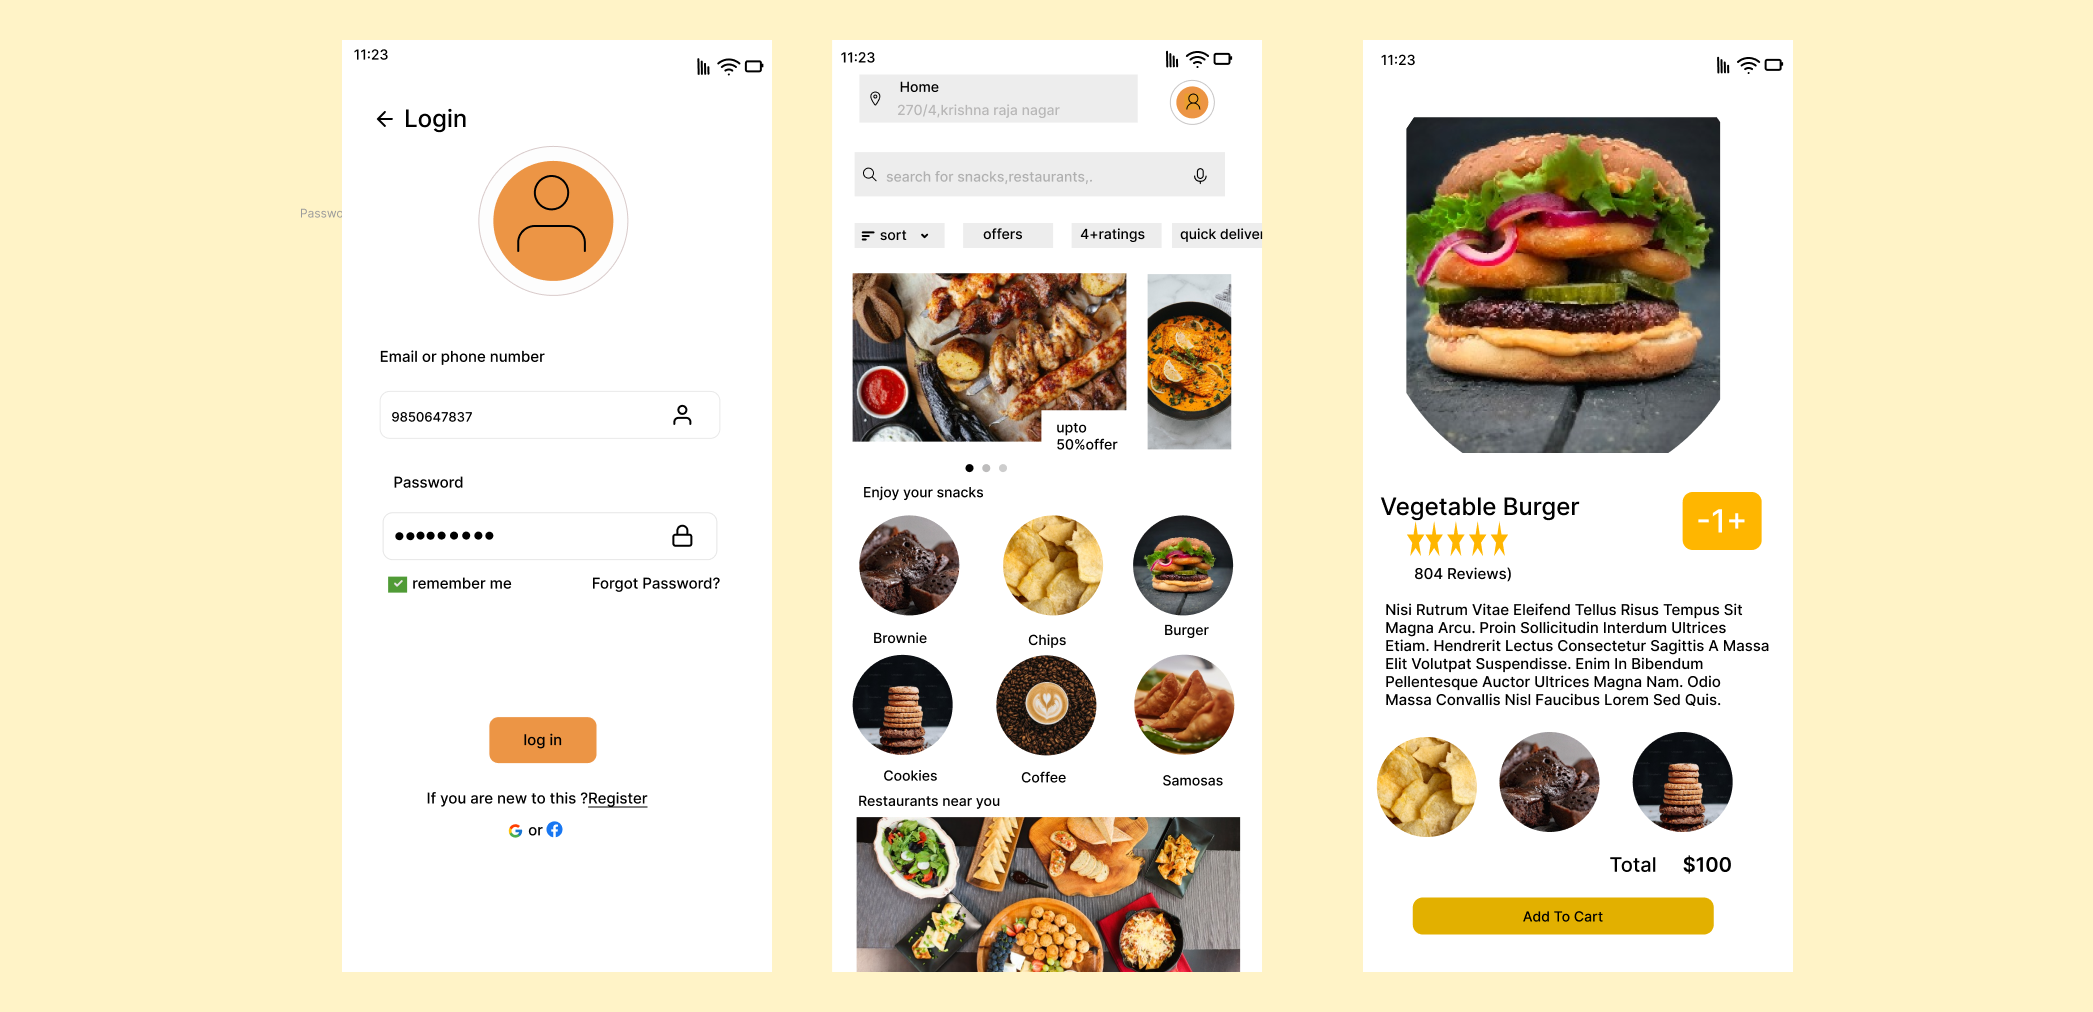 11:23
Login
Passwo
Email or phone number
9850647837
Password
remember me
Forgot Password?
log in
If you are new to this ?Register
G or f
11:23
Home
270/4,krishna raja nagar
search for snacks,restaurants,.
sort
offers
4+ratings
quick deliver
upto
50%offer
Enjoy your snacks
Brownie
Chips
Burger
Cookies
Coffee
Samosas
Restaurants near you
11:23
Vegetable Burger
-1+
804 Reviews)
Nisi Rutrum Vitae Eleifend Tellus Risus Tempus Sit
Magna Arcu. Proin Sollicitudin Interdum Ultrices
Etiam. Hendrerit Lectus Consectetur Sagittis A Massa
Elit Volutpat Suspendisse. Enim In Bibendum
Pellentesque Auctor Ultrices Magna Nam. Odio
Massa Convallis Nisl Faucibus Lorem Sed Quis.
Total $100
Add To Cart